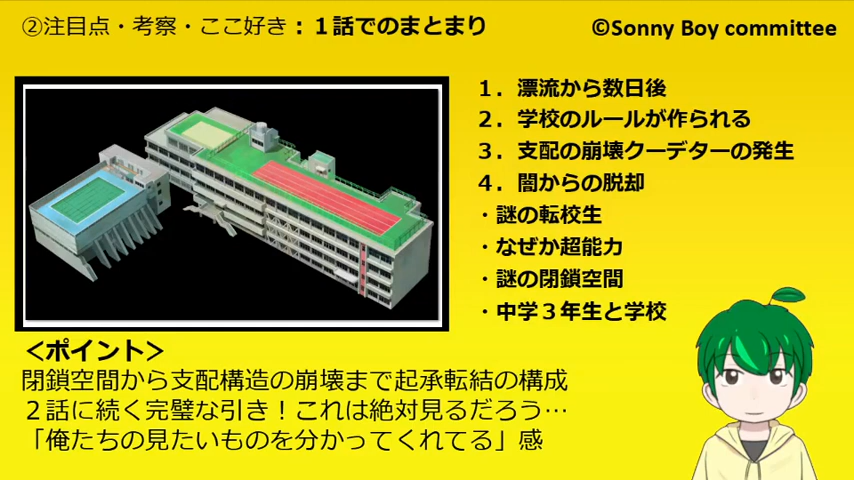 ②注目点・考察・ここ好き：１話でのまとまり
©Sonny Boy committee
１．漂流から数日後
２．学校のルールが作られる
３．支配の崩壊クーデターの発生
４．闇からの脱却
・謎の転校生
・なぜか超能力
・謎の閉鎖空間
・中学３年生と学校
＜ポイント＞
閉鎖空間から支配構造の崩壊まで起承転結の構成
２話に続く完璧な引き！これは絶対見るだろう…
「俺たちの見たいものを分かってくれてる」感